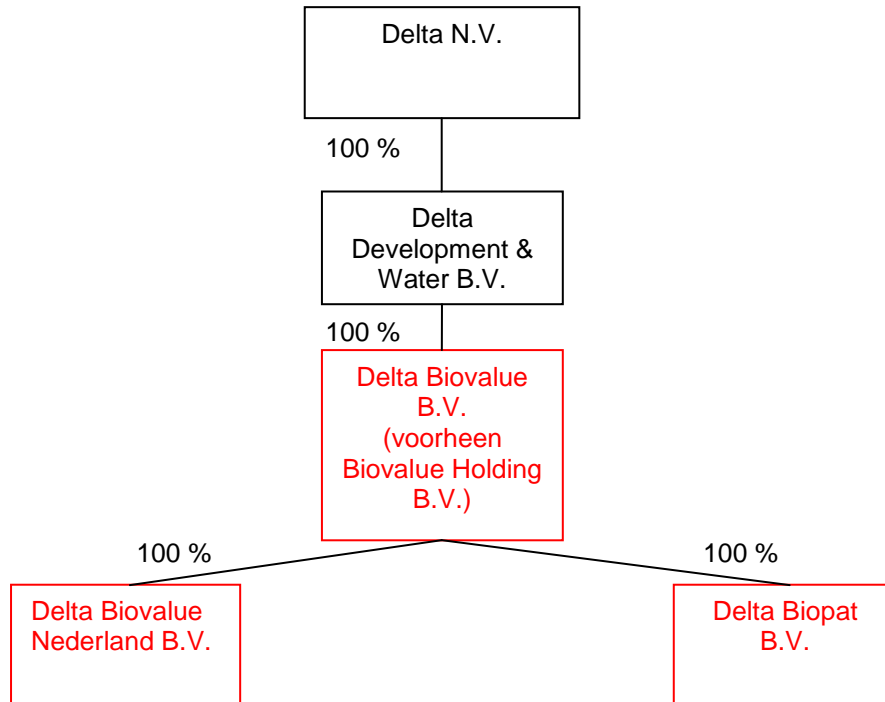 Delta N.V.
100 %
Delta
Development &
Water B.V.
100 %
Delta Biovalue
B.V.
(voorheen
Biovalue Holding
B.V.)
100 %
100 %
Delta Biovalue
Nederland B.V.
Delta Biopat
B.V.